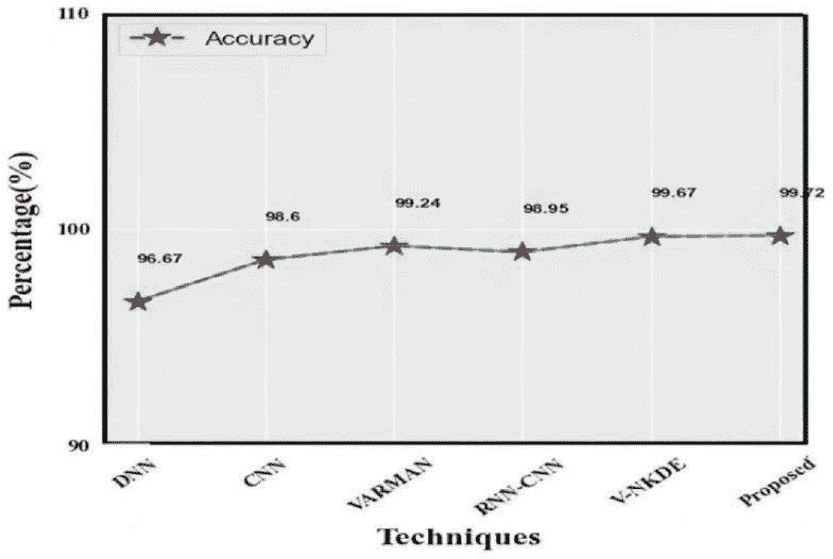 110
Accuracy
99.67
99.72
99.24
98.95
98.6
100
96.67
90
Percentage(%)
DNN
CNN
VARMAN
RNN-CNN
V-NKDE
Proposed
Techniques